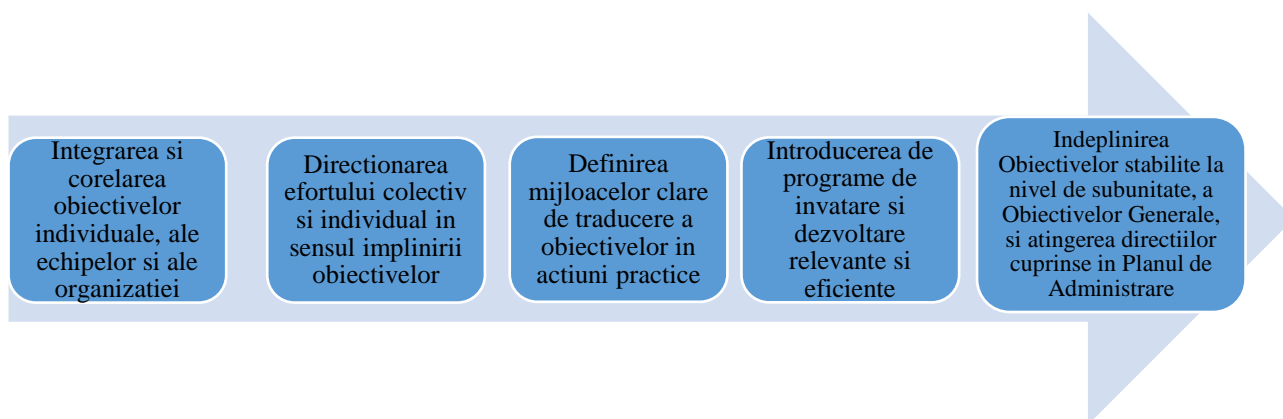 Integrarea si
corelarea
obiectivelor
individuale, ale
echipelor si ale
organizatiei
Directionarea
efortului colectiv
si individual in
sensul implinirii
obiectivelor
Definirea
mijloacelor clare
de traducere a
obiectivelor in
actiuni practice
Introducerea de
programe de
invatare si
dezvoltare
relevante si
eficiente
Indeplinirea
Obiectivelor stabilite la
nivel de subunitate, a
Obiectivelor Generale,
si atingerea directiilor
cuprinse in Planul de
Administrare